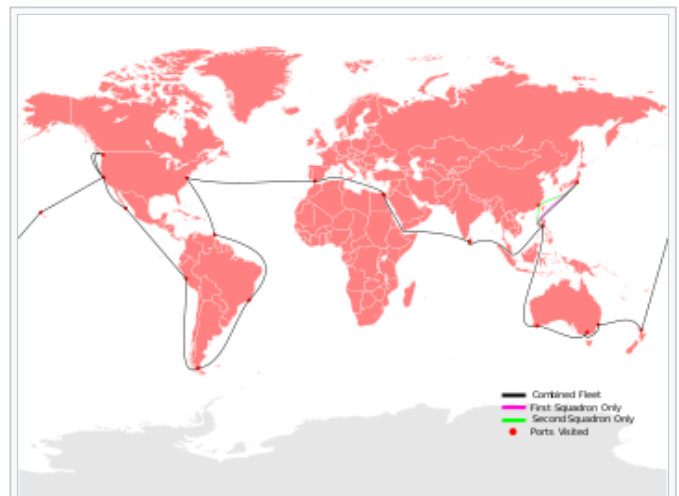 Combined Fleet
First Squadron Only
Second Squadron Only
Ports Visited